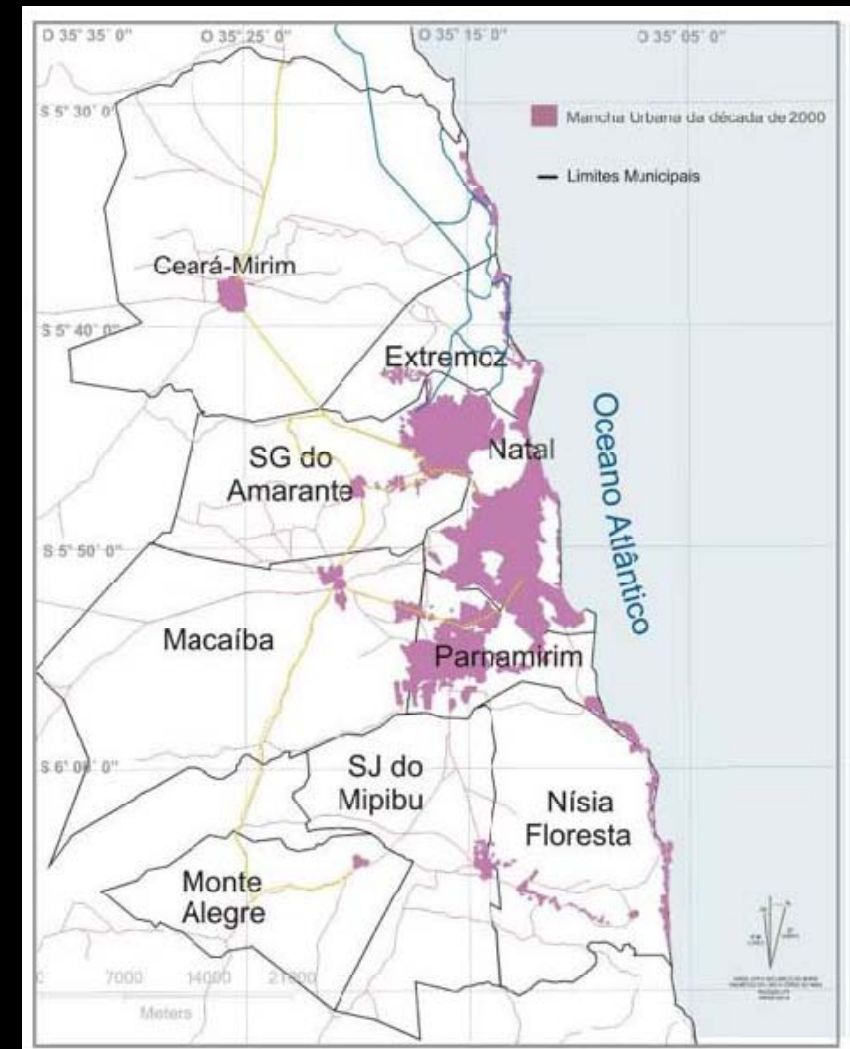 O 35° 35´ 0´´
O 35° 25´ 0´´
O 35° 15´ 0´´
O 35° 05´ 0´´
S 5° 30´ 0´´
Mancha Urbana da década de 2000
Limites Municipais
Ceará-Mirim
S 5° 40´ 0´´
Extremoz
Oceano Atlântico
Natal
SG do
Amarante
S 5° 50´ 0´´
Macaíba
Parnamirim
S 6° 00´ 0´´
SJ do
Mipibu
Nísia
Floresta
Monte
Alegre
0 7000 14000 21000
Meters